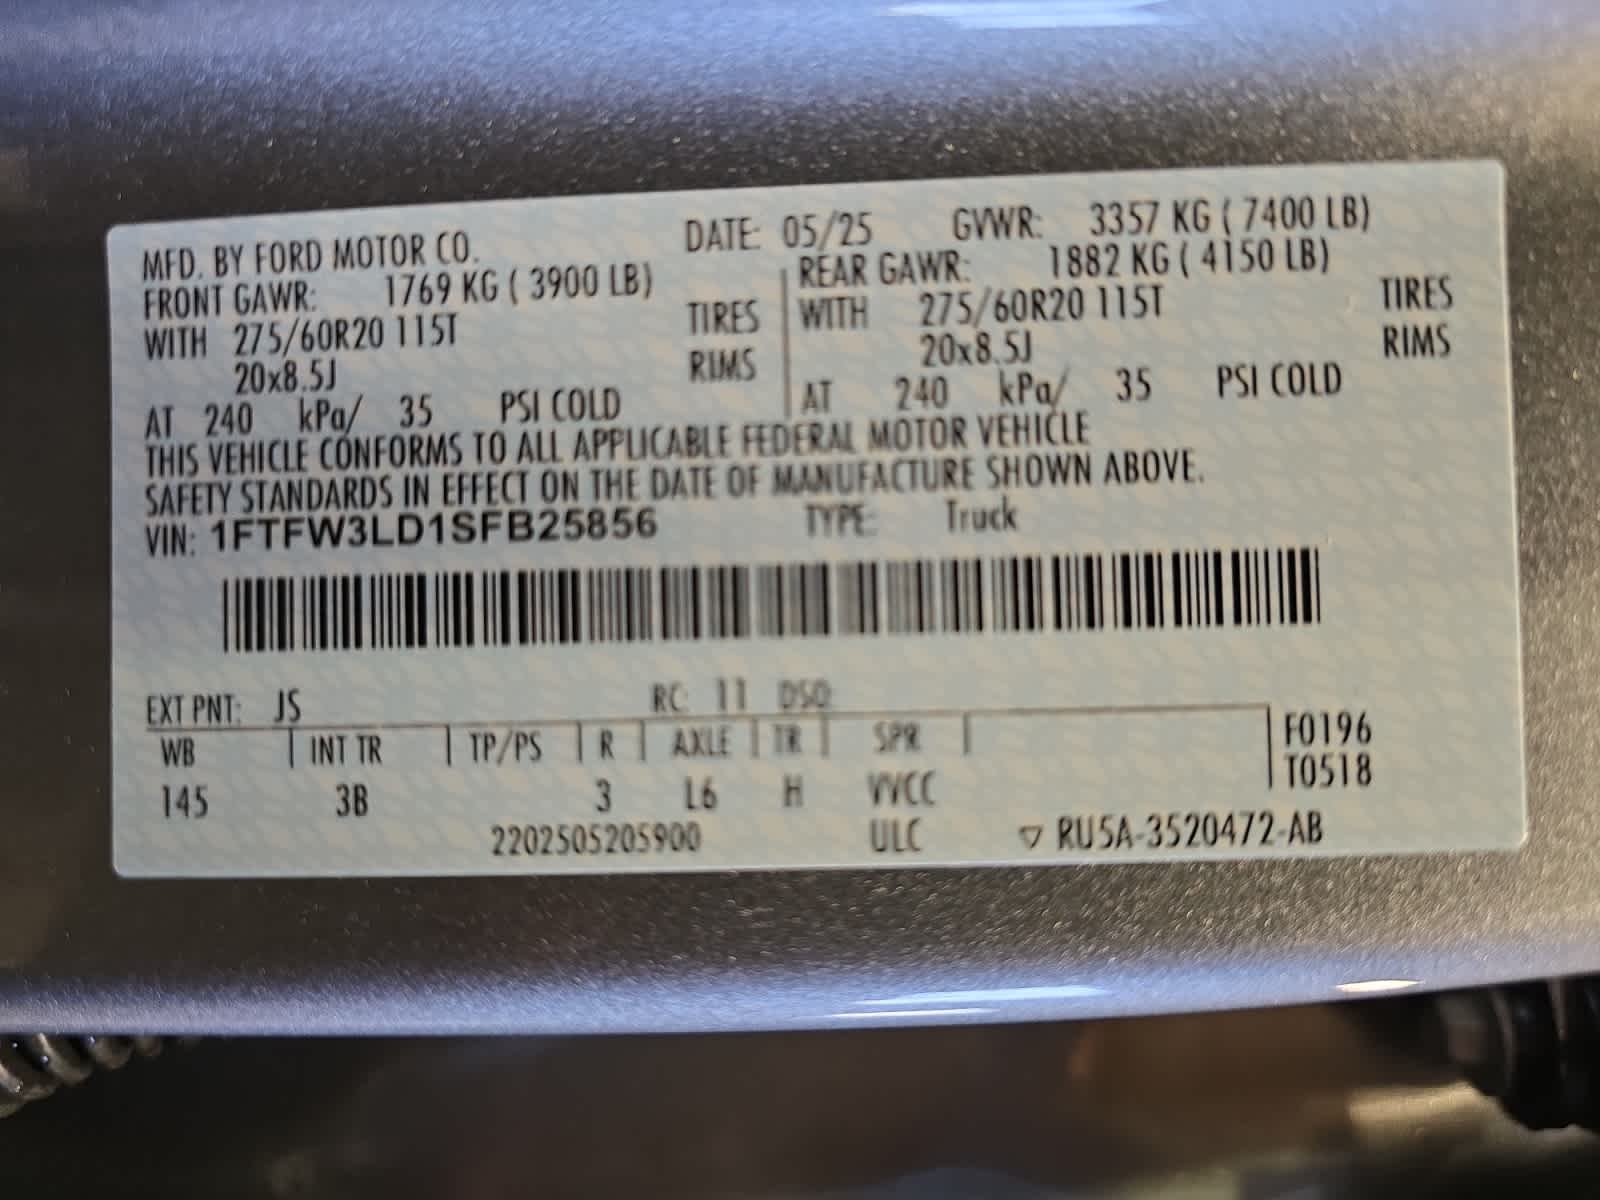 MFD. BY FORD MOTOR CO. DATE: 05/25 GVWR: 3357 KG ( 7400 LB)
FRONT GAWR: 1769 KG ( 3900 LB) REAR GAWR: 1882 KG ( 4150 LB)
WITH 275/60R20 115T TIRES WITH 275/60R20 115T TIRES
20x8.5J RIMS 20x8.5J RIMS
AT 240 kPa/ 35 PSI COLD AT 240 kPa/ 35 PSI COLD
THIS VEHICLE CONFORMS TO ALL APPLICABLE FEDERAL MOTOR VEHICLE
SAFETY STANDARDS IN EFFECT ON THE DATE OF MANUFACTURE SHOWN ABOVE.
VIN: 1FTFW3LD1SFB25856 TYPE: Truck
EXT PNT: JS RC: 11 DSO:
WB INT TR TP/PS R AXLE TR SPR F0196
T0518
145 3B 3 L6 H VVCC
2202505205900 ULC ▽ RU5A-3520472-AB